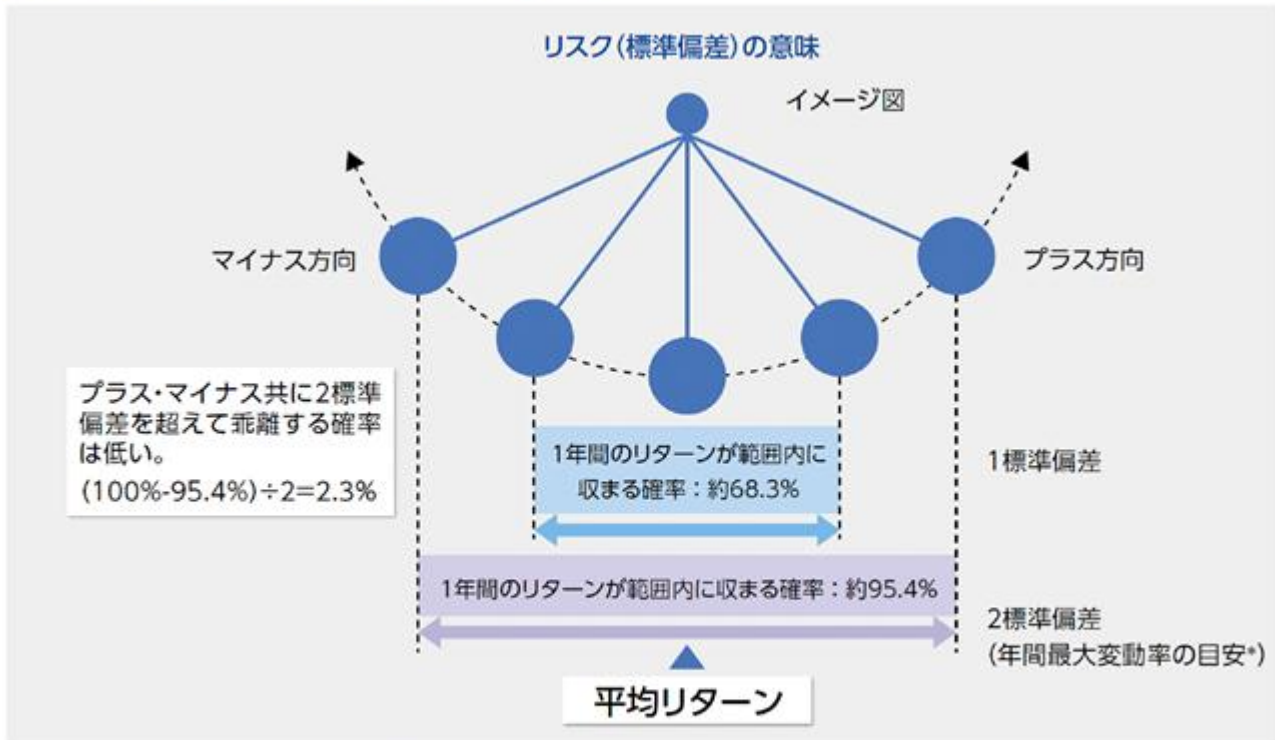 リスク(標準偏差)の意味
イメージ図
マイナス方向
プラス方向
プラス・マイナス共に2標準
偏差を超えて乖離する確率
は低い。
(100%-95.4%)÷2=2.3%
1年間のリターンが範囲内に
収まる確率：約68.3%
1標準偏差
1年間のリターンが範囲内に収まる確率：約95.4%
2標準偏差
(年間最大変動率の目安*)
平均リターン